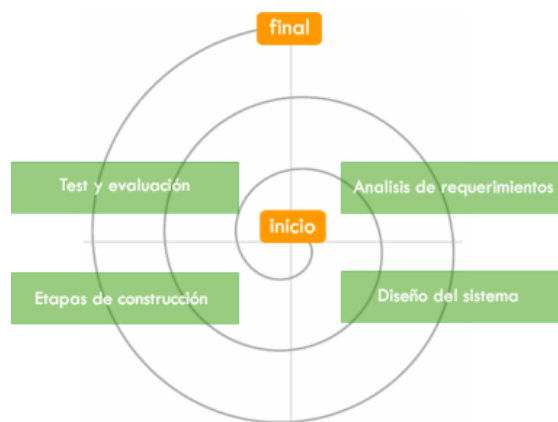 final
Test y evaluación
Analisis de requerimientos
inicio
Etapas de construcción
Diseño del sistema